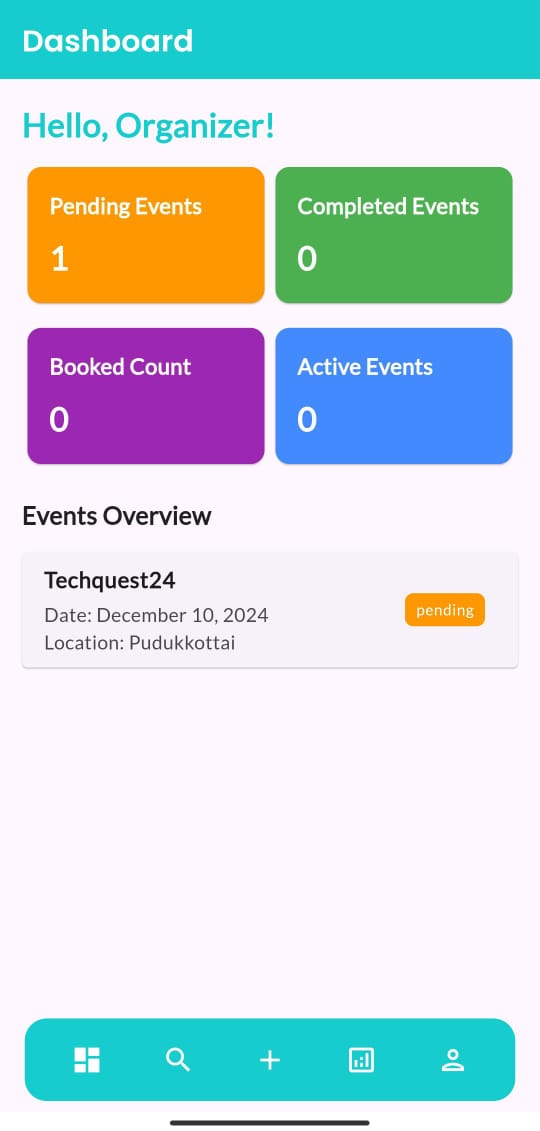 Dashboard
Hello, Organizer!
Pending Events
1
Completed Events
0
Booked Count
0
Active Events
0
Events Overview
Techquest24
Date: December 10, 2024
Location: Pudukkottai
pending